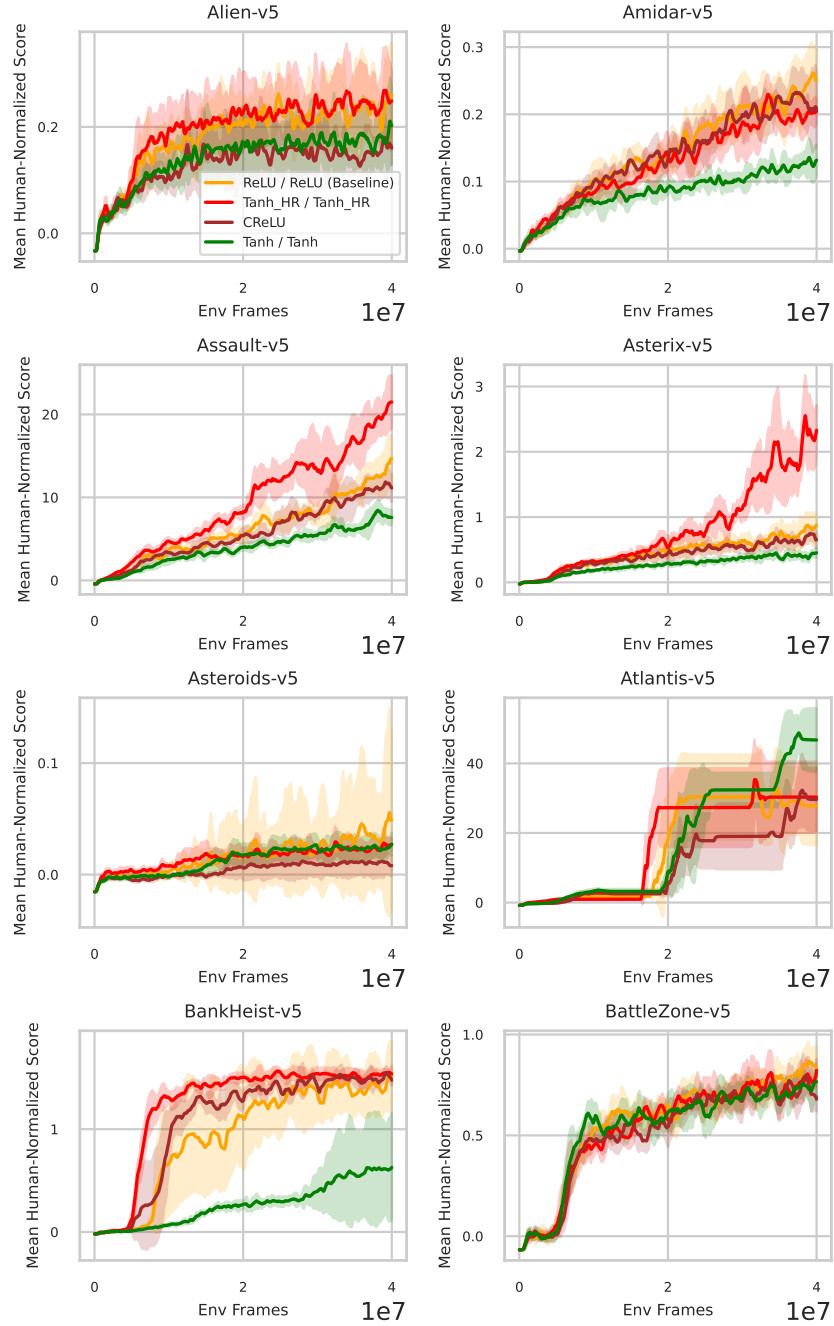 Alien-v5
Mean Human-Normalized Score
0.2
0.0
ReLU / ReLU (Baseline)
Tanh_HR / Tanh_HR
CReLU
Tanh / Tanh
0 2 4
Env Frames
1e7
Amidar-v5
Mean Human-Normalized Score
0.3
0.2
0.1
0.0
0 2 4
Env Frames
1e7
Assault-v5
Mean Human-Normalized Score
20
10
0
0 2 4
Env Frames
1e7
Asterix-v5
Mean Human-Normalized Score
3
2
1
0
0 2 4
Env Frames
1e7
Asteroids-v5
Mean Human-Normalized Score
0.1
0.0
0 2 4
Env Frames
1e7
Atlantis-v5
Mean Human-Normalized Score
40
20
0
0 2 4
Env Frames
1e7
BankHeist-v5
Mean Human-Normalized Score
1
0
0 2 4
Env Frames
1e7
BattleZone-v5
Mean Human-Normalized Score
1.0
0.5
0.0
0 2 4
Env Frames
1e7